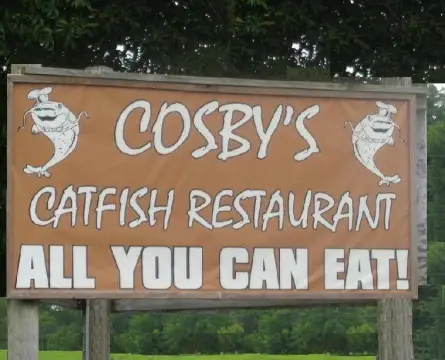 COSBY'S
CATFISH RESTAURANT
ALL YOU CAN EAT!